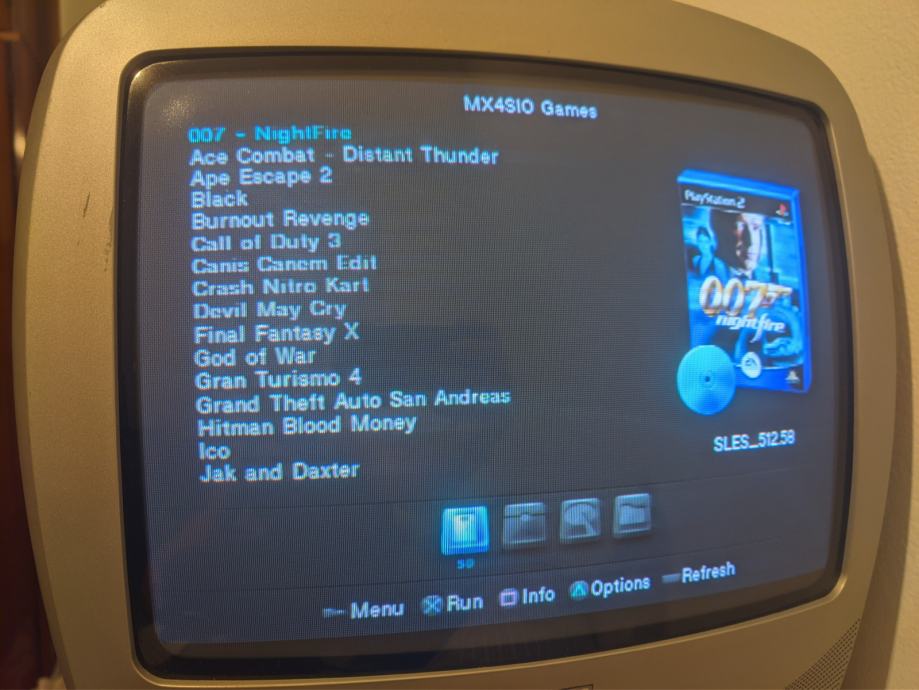 MX4SIO Games
007 - NightFire
Ace Combat - Distant Thunder
Ape Escape 2
Black
Burnout Revenge
Call of Duty 3
Canis Canem Edit
Crash Nitro Kart
Devil May Cry
Final Fantasy X
God of War
Gran Turismo 4
Grand Theft Auto San Andreas
Hitman Blood Money
Ico
Jak and Daxter
PlayStation 2
007
nightfire
EA
SLES_512.58
Menu Run Info Options Refresh